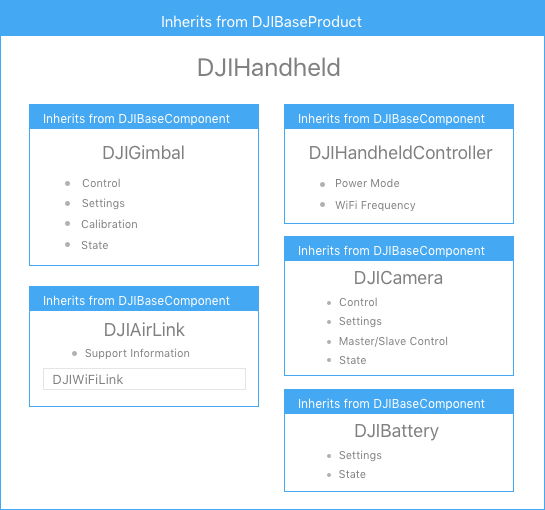 Inherits from DJIBaseProduct
DJIHandheld
Inherits from DJIBaseComponent
DJIGimbal
Control
Settings
Calibration
State
Inherits from DJIBaseComponent
DJIAirLink
Support Information
DJIWiFiLink
Inherits from DJIBaseComponent
DJIHandheldController
Power Mode
WiFi Frequency
Inherits from DJIBaseComponent
DJICamera
Control
Settings
Master/Slave Control
State
Inherits from DJIBaseComponent
DJIBattery
Settings
State